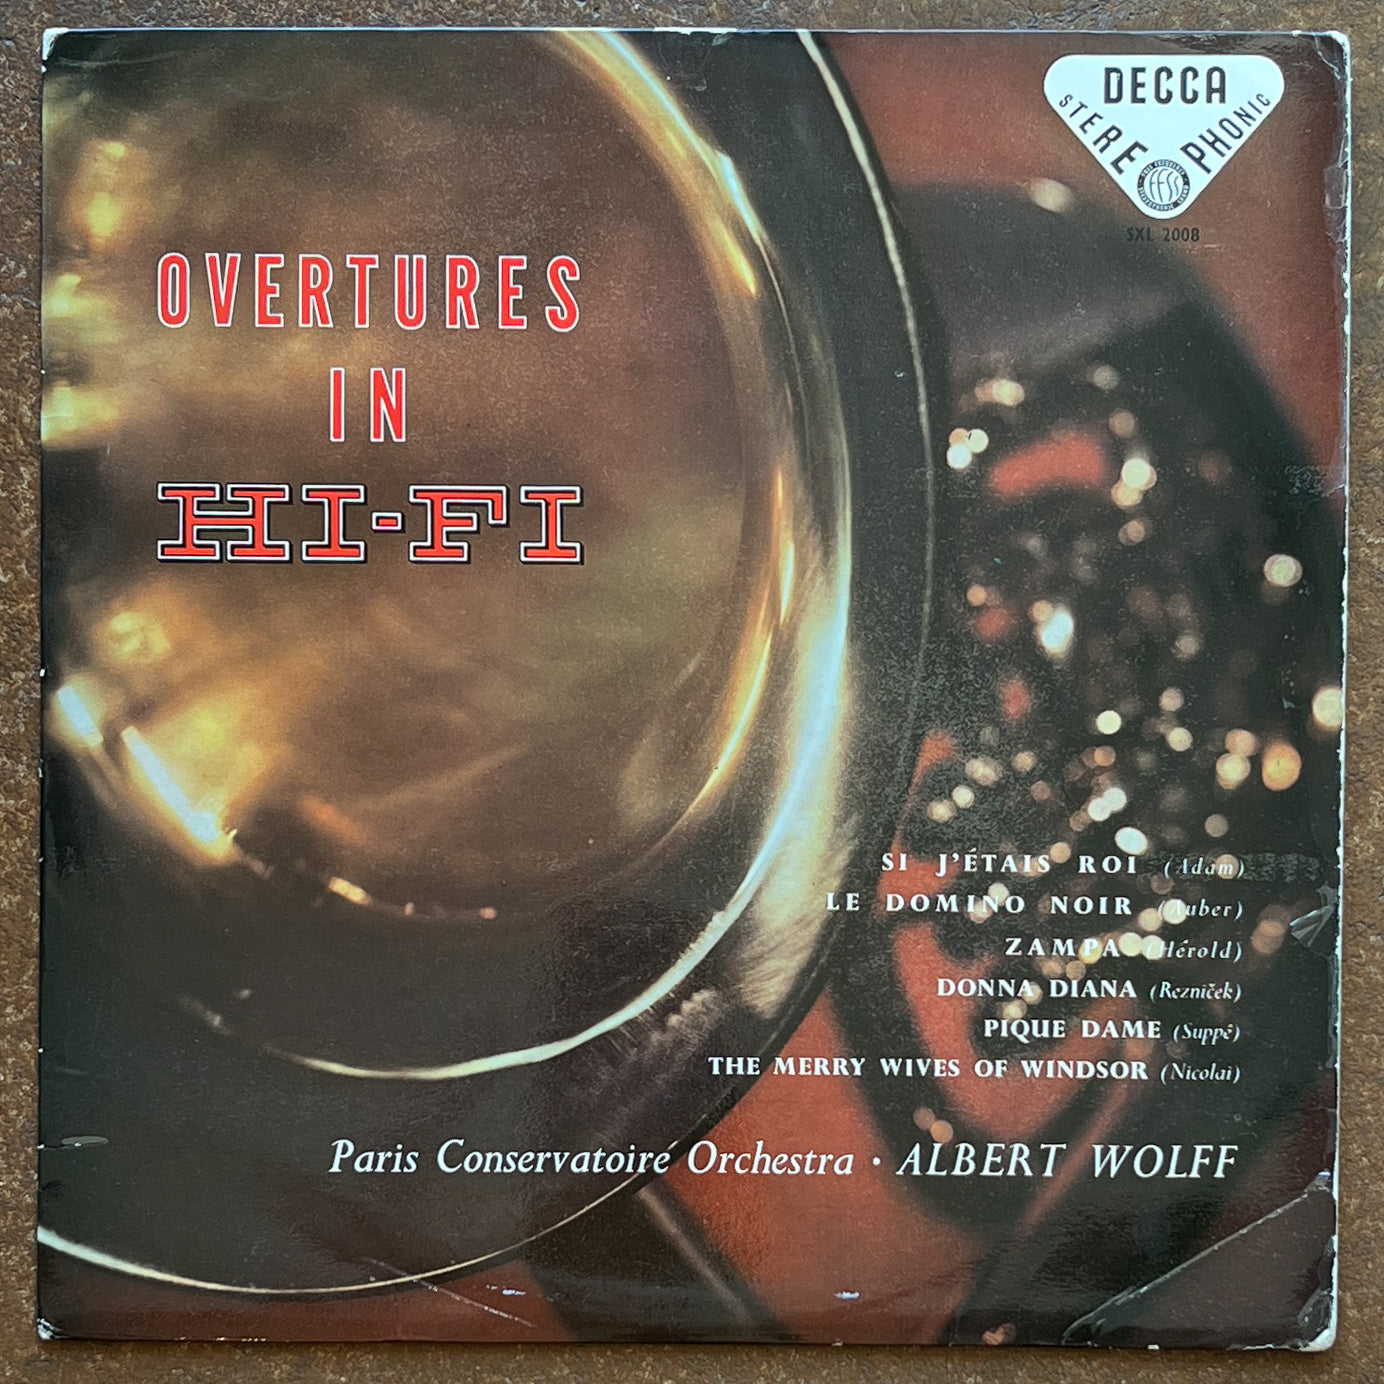 DECCA
STEREOPHONIC
FFSS
SXL 2008
OVERTURES
IN
HI-FI
SI J'ÉTAIS ROI (Adam)
LE DOMINO NOIR (Auber)
ZAMPA (Hérold)
DONNA DIANA (Rezniček)
PIQUE DAME (Suppé)
THE MERRY WIVES OF WINDSOR (Nicolai)
Paris Conservatoire Orchestra · ALBERT WOLFF